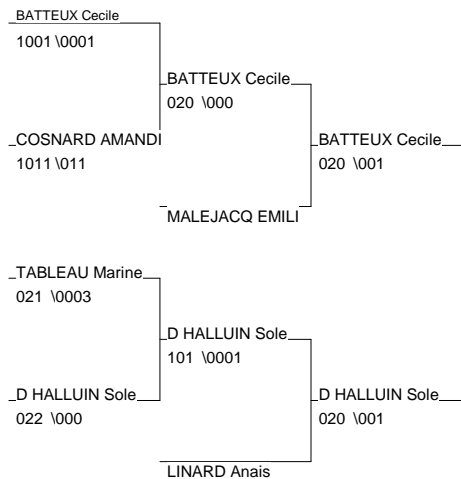 BATTEUX Cecile
1001 \0001
BATTEUX Cecile
020 \000
COSNARD AMANDI
1011 \011
BATTEUX Cecile
020 \001
MALEJACQ EMILI
TABLEAU Marine
021 \0003
D HALLUIN Sole
101 \0001
D HALLUIN Sole
022 \000
D HALLUIN Sole
020 \001
LINARD Anais